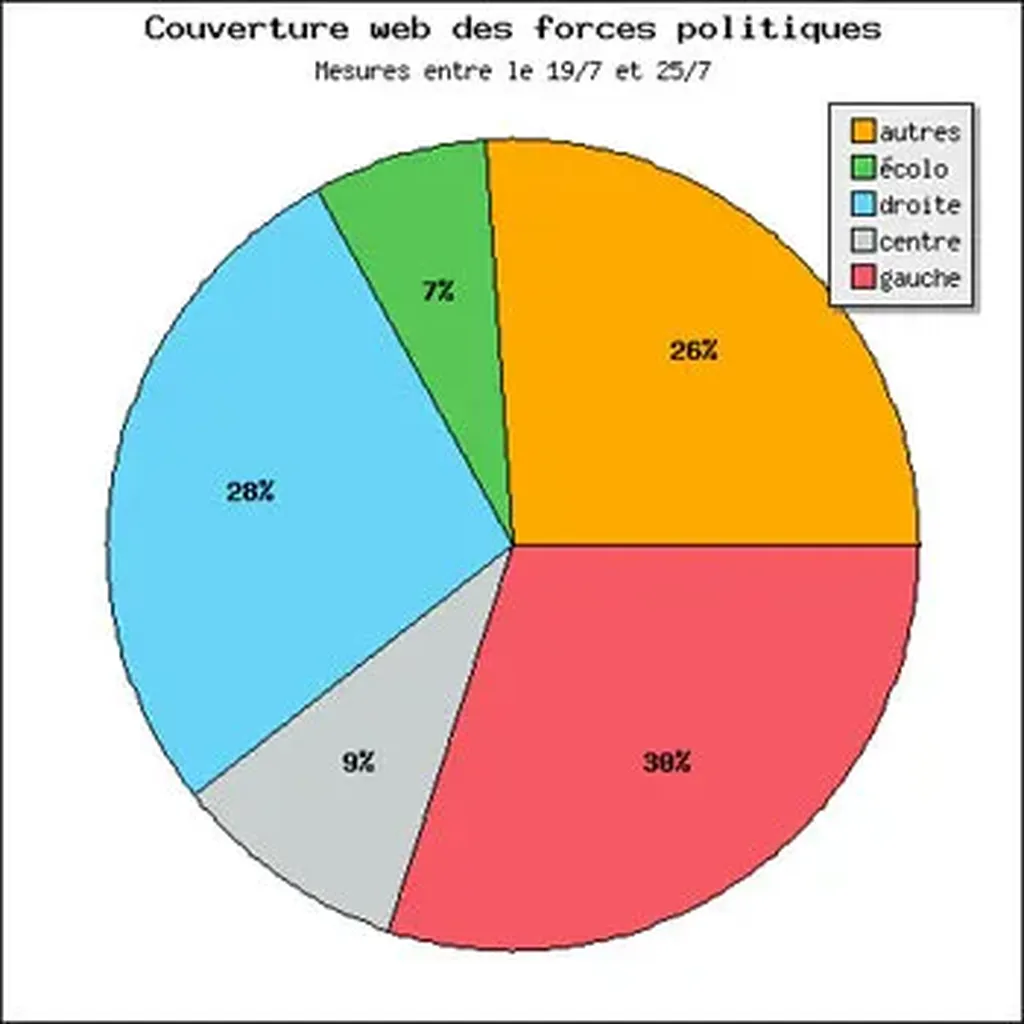 Couverture web des forces politiques
Mesures entre le 19/7 et 25/7
autres
écolo
droite
centre
gauche
7%
26%
28%
9%
30%